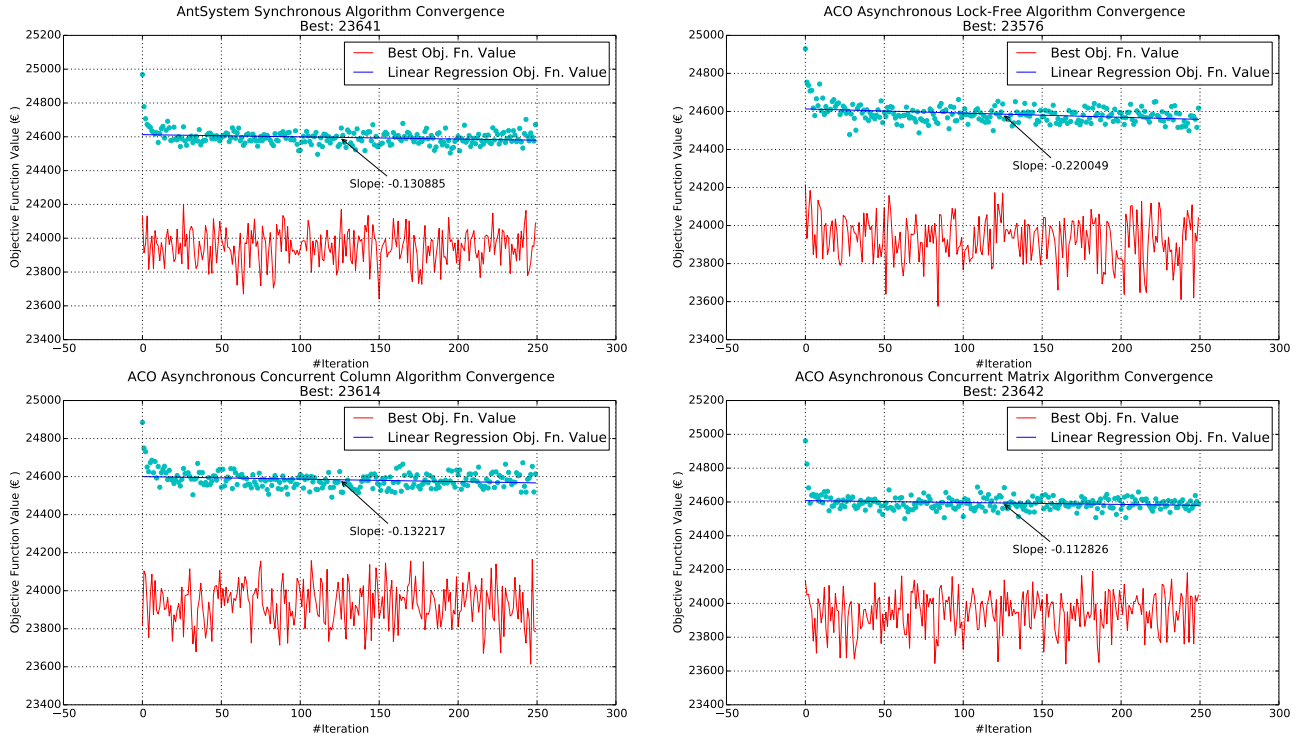 AntSystem Synchronous Algorithm Convergence
Best: 23641
25200
25000
24800
24600
24400
24200
24000
23800
23600
23400
Objective Function Value (€ )
Best Obj. Fn. Value
Linear Regression Obj. Fn. Value
Slope: -0.130885
−50 0 50 100 150 200 250 300
#Iteration
ACO Asynchronous Lock-Free Algorithm Convergence
Best: 23576
25000
24800
24600
24400
24200
24000
23800
23600
23400
Objective Function Value (€ )
Best Obj. Fn. Value
Linear Regression Obj. Fn. Value
Slope: -0.220049
−50 0 50 100 150 200 250 300
#Iteration
ACO Asynchronous Concurrent Column Algorithm Convergence
Best: 23614
25000
24800
24600
24400
24200
24000
23800
23600
23400
Objective Function Value (€ )
Best Obj. Fn. Value
Linear Regression Obj. Fn. Value
Slope: -0.132217
−50 0 50 100 150 200 250 300
#Iteration
ACO Asynchronous Concurrent Matrix Algorithm Convergence
Best: 23642
25200
25000
24800
24600
24400
24200
24000
23800
23600
23400
Objective Function Value (€ )
Best Obj. Fn. Value
Linear Regression Obj. Fn. Value
Slope: -0.112826
−50 0 50 100 150 200 250 300
#Iteration